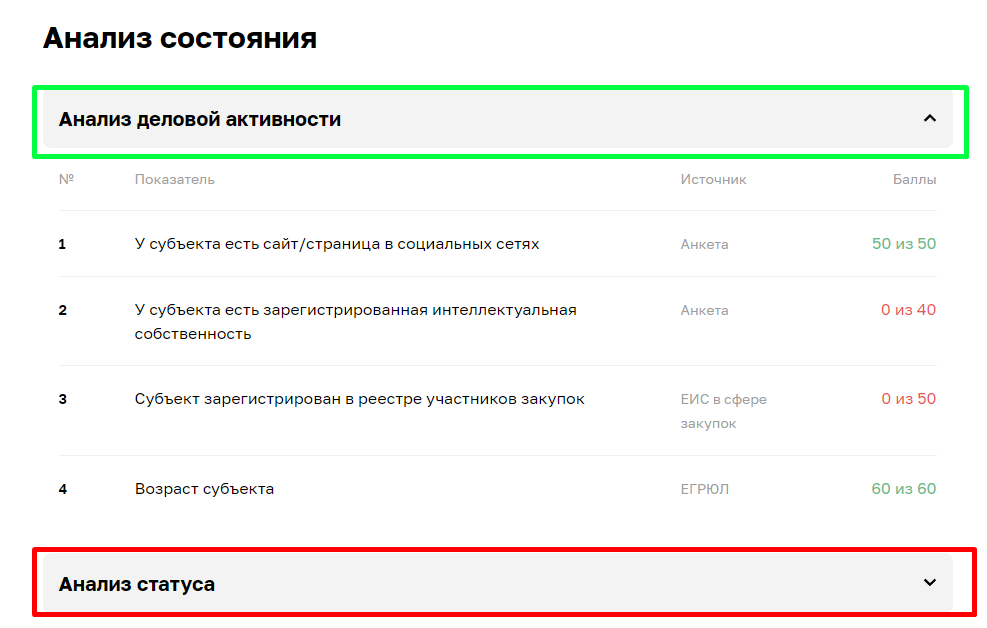 Анализ состояния
Анализ деловой активности
№ Показатель Источник Баллы
1 У субъекта есть сайт/страница в социальных сетях Анкета 50 из 50
2 У субъекта есть зарегистрированная интеллектуальная Анкета 0 из 40
собственность
3 Субъект зарегистрирован в реестре участников закупок ЕИС в сфере 0 из 50
закупок
4 Возраст субъекта ЕГРЮЛ 60 из 60
Анализ статуса